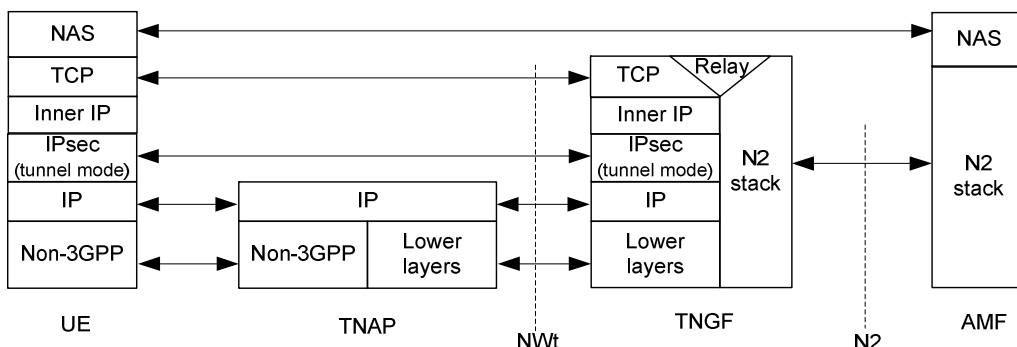 NAS
TCP
Inner IP
IPsec
(tunnel mode)
IP
Non-3GPP
UE
IP
Non-3GPP
Lower
layers
TNAP
NWt
TCP
Relay
Inner IP
IPsec
(tunnel mode)
IP
Lower
layers
N2
stack
TNGF
N2
NAS
N2
stack
AMF